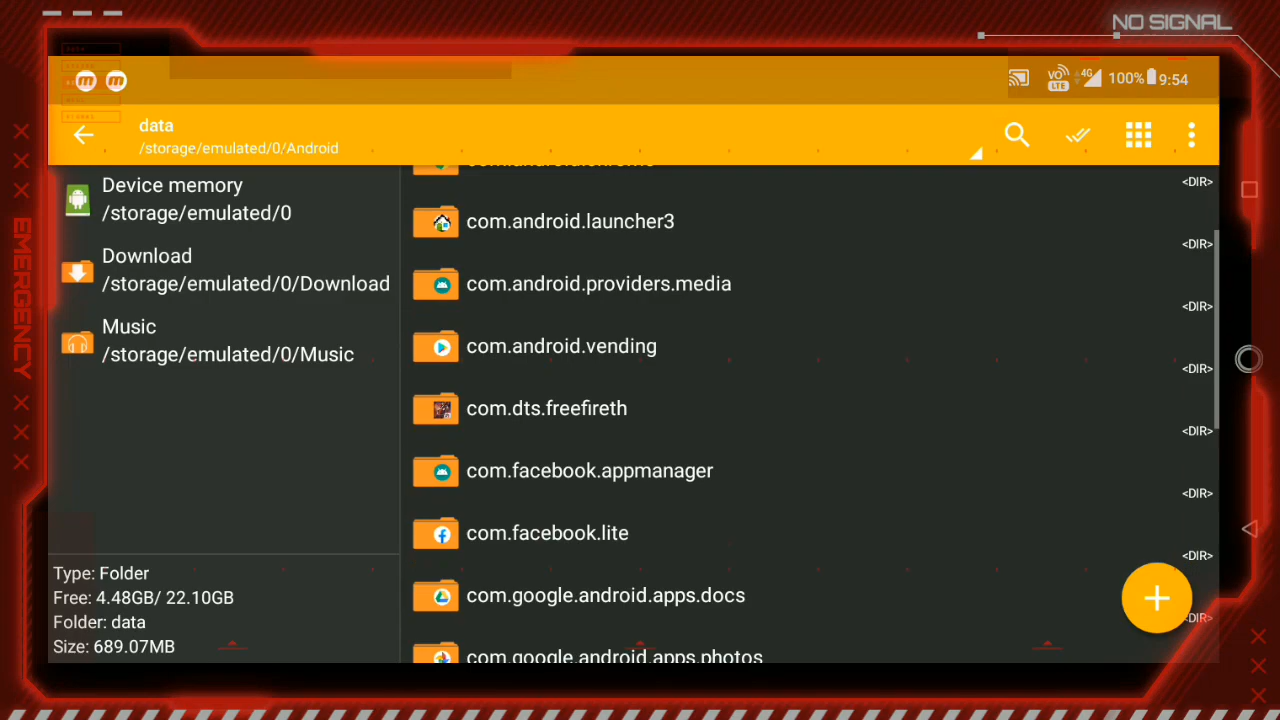 NO SIGNAL
VO
LTE
4G
100%
9:54
data
/storage/emulated/0/Android
Device memory
/storage/emulated/0
Download
/storage/emulated/0/Download
Music
/storage/emulated/0/Music
<DIR>
com.android.launcher3
<DIR>
com.android.providers.media
<DIR>
com.android.vending
<DIR>
com.dts.freefireth
<DIR>
com.facebook.appmanager
<DIR>
com.facebook.lite
<DIR>
com.google.android.apps.docs
<DIR>
com.google.android.apps.photos
Type: Folder
Free: 4.48GB/ 22.10GB
Folder: data
Size: 689.07MB
EMERGENCY